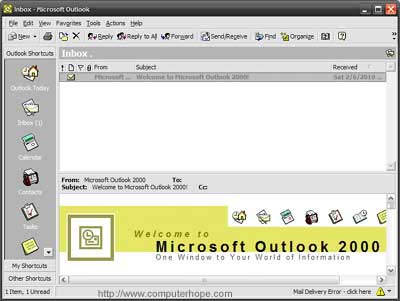 Inbox - Microsoft Outlook
File Edit View Favorites Tools Actions Help
New Reply Reply to All Forward Send/Receive Find Organize
Outlook Shortcuts
Inbox .
! From Subject Received
Microsoft ... Welcome to Microsoft Outlook 2000! Sat 2/6/2010 ...
Outlook Today
Inbox (1)
Calendar
Contacts
Tasks
My Shortcuts
Other Shortcuts
From: Microsoft Outlook 2000 To:
Subject: Welcome to Microsoft Outlook 2000! Cc:
Welcome to
Microsoft Outlook 2000
One Window to Your World of Information
1 Item, 1 Unread
http://www.computerhope.com
Mail Delivery Error - click here